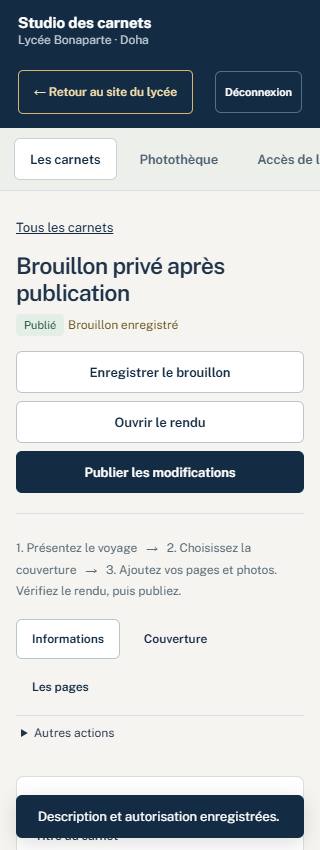 Studio des carnets
Lycée Bonaparte · Doha
← Retour au site du lycée
Déconnexion
Les carnets
Photothèque
Accès de l
Tous les carnets
Brouillon privé après
publication
Publié Brouillon enregistré
Enregistrer le brouillon
Ouvrir le rendu
Publier les modifications
1. Présentez le voyage → 2. Choisissez la
couverture → 3. Ajoutez vos pages et photos.
Vérifiez le rendu, puis publiez.
Informations
Couverture
Les pages
▶ Autres actions
Description et autorisation enregistrées.